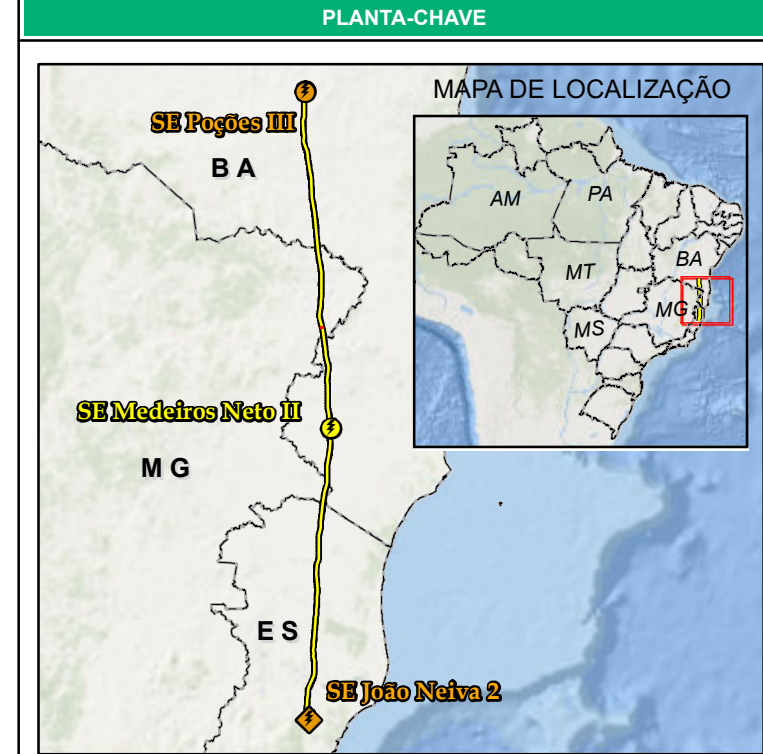 PLANTA-CHAVE
MAPA DE LOCALIZAÇÃO
SE Poções III
B A
AM
PA
BA
MT
MG
MS
SE Medeiros Neto II
M G
E S
SE João Neiva 2